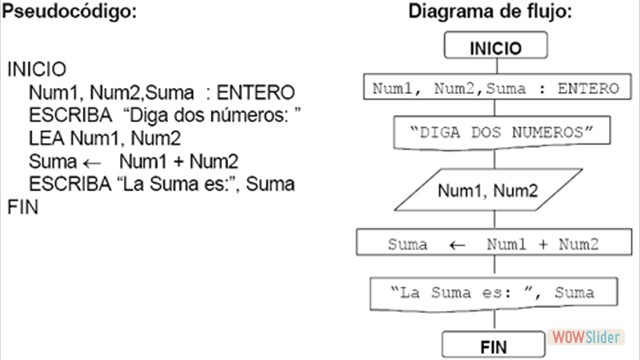 Pseudocódigo:
INICIO
Num1, Num2,Suma : ENTERO
ESCRIBA “Diga dos números: ”
LEA Num1, Num2
Suma ← Num1 + Num2
ESCRIBA “La Suma es:”, Suma
FIN
Diagrama de flujo:
INICIO
Num1, Num2,Suma : ENTERO
“DIGA DOS NUMEROS”
Num1, Num2
Suma ← Num1 + Num2
“La Suma es: ”, Suma
FIN
WOWSlider